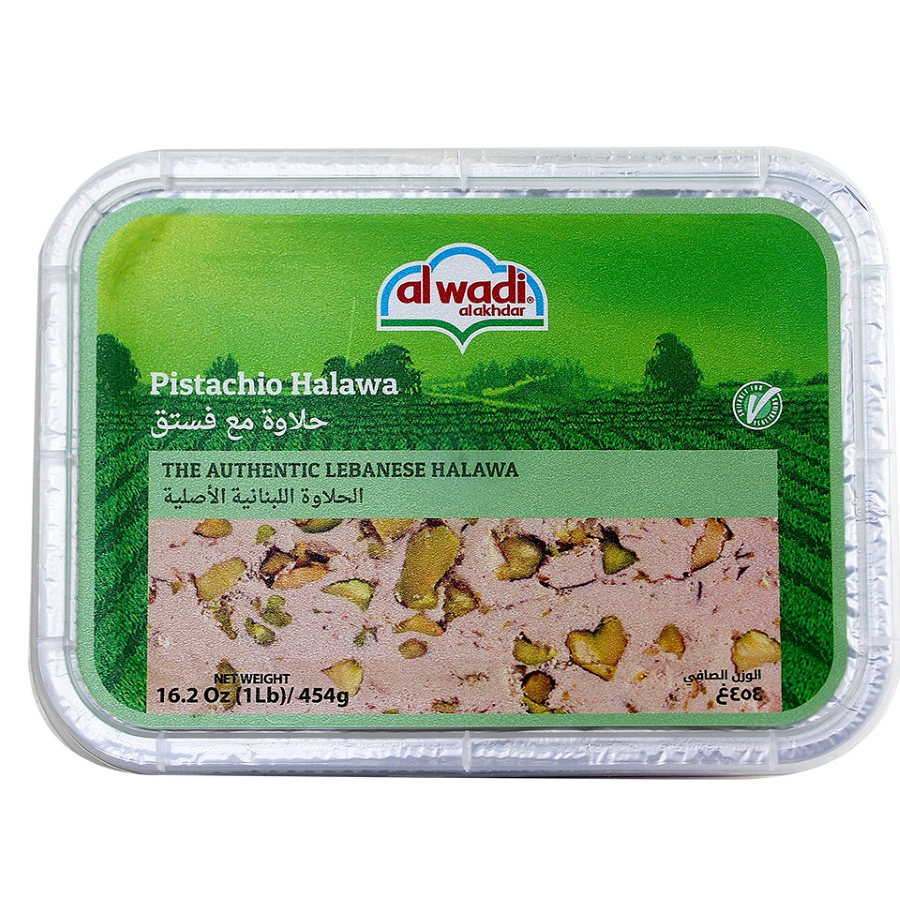 al wadi®
al akhdar
Pistachio Halawa
حلاوة مع فستق
THE AUTHENTIC LEBANESE HALAWA
الحلاوة اللبنانية الأصلية
NET WEIGHT
16.2 Oz (1Lb)/ 454g
الوزن الصافي
٤٥٤غ